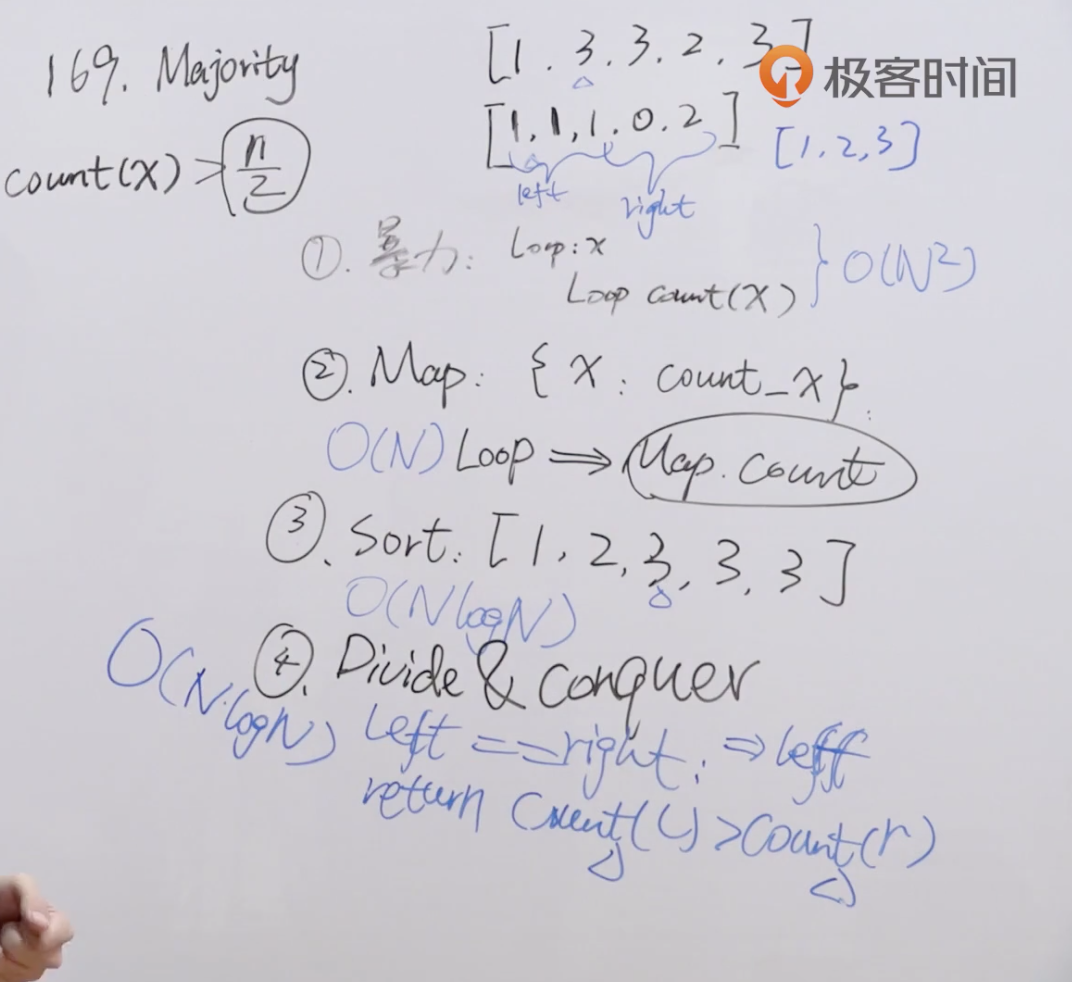 169. Majority
count(x) > n/2
[1, 3, 3, 2, 3]
极客时间
[1, 1, 1, 0, 2]
[1, 2, 3]
left
right
①. 暴力: Loop: x
Loop count(x)
} O(N²)
②. Map: {x: count_x}.
O(N) Loop ⇒ Map.count
③. Sort: [1, 2, 3, 3, 3]
O(NlogN)
④. Divide & conquer
O(N·logN)
left == right: ⇒ left
return count(l) > count(r)